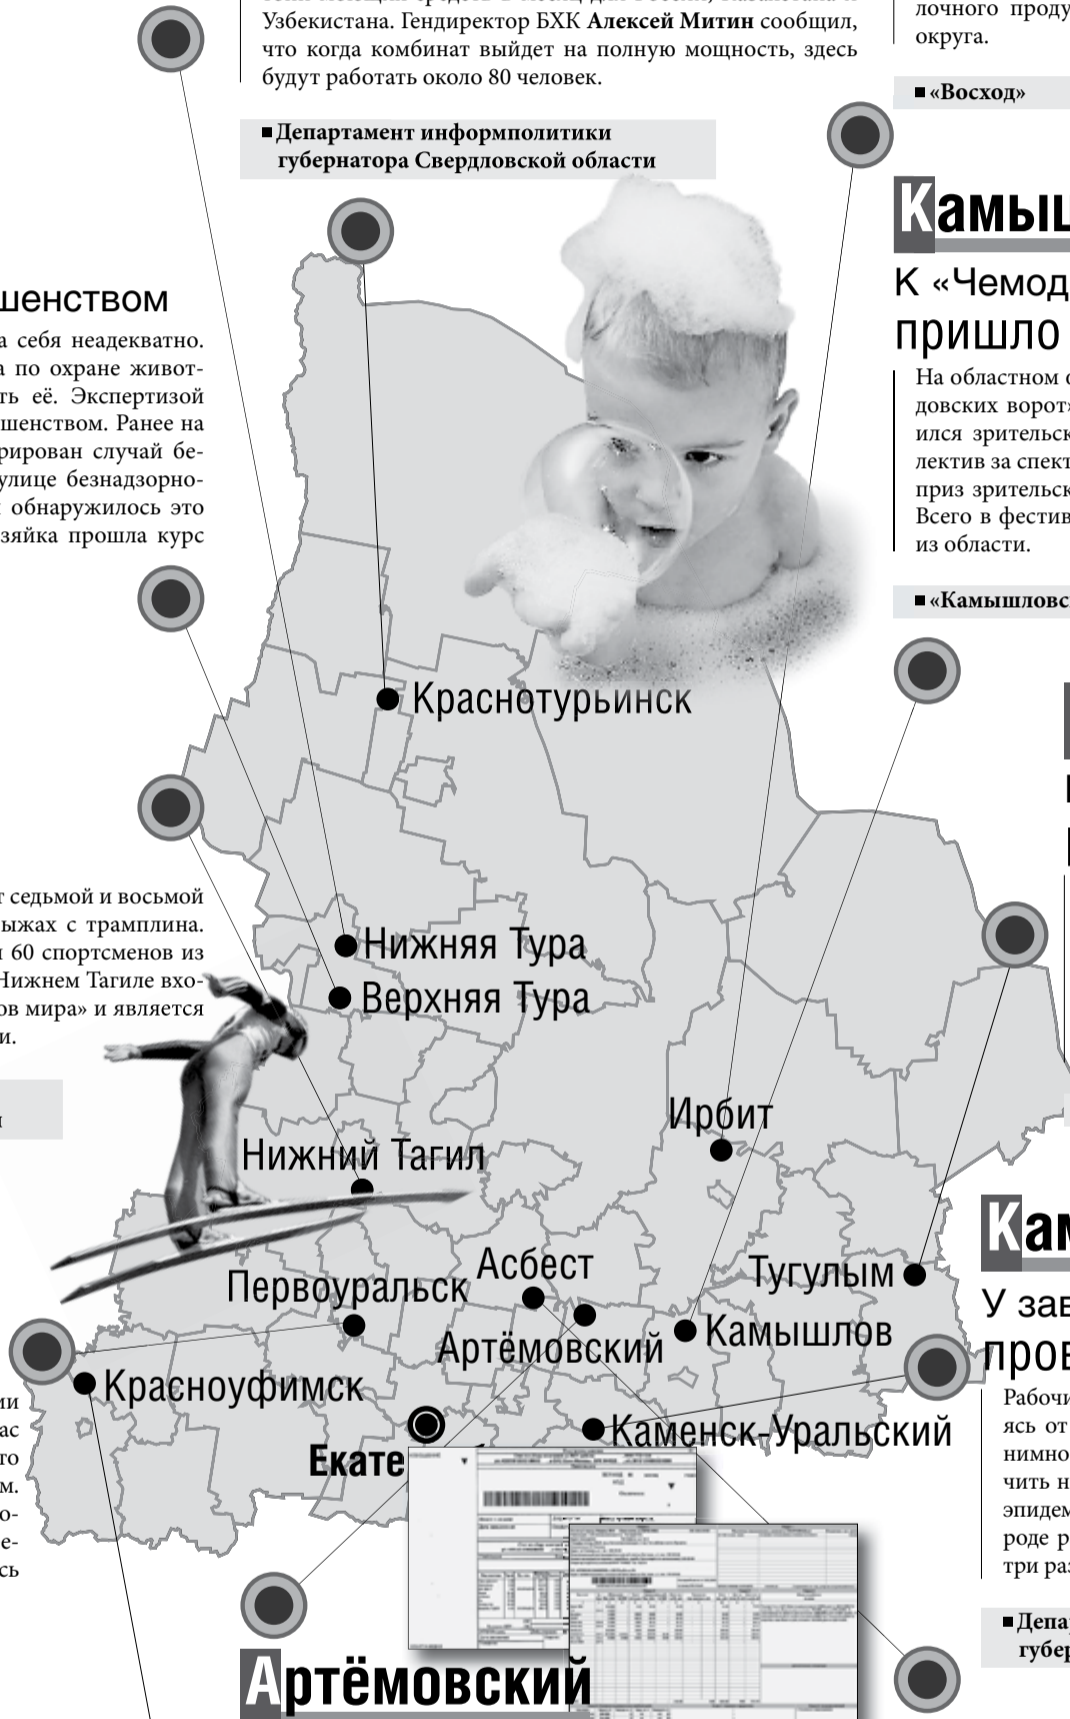 Узбекистана. Гендиректор БХК Алексей Митин сообщил,
что когда комбинат выйдет на полную мощность, здесь
будут работать около 80 человек.
■ Департамент информполитики
губернатора Свердловской области
лочного проду
округа.
■ «Восход»
Камыш
К «Чемод
пришло
На областном
довских ворот»
ился зрительск
лектив за спект
приз зрительск
Всего в фестив
из области.
■ «Камышловс
шенством
а себя неадекватно.
а по охране живот-
ть её. Экспертизой
шенством. Ранее на
рирован случай бе-
улице безнадзорно-
обнаружилось это
зяйка прошла курс
т седьмой и восьмой
ыжах с трамплина.
и 60 спортсменов из
Нижнем Тагиле вхо-
ов мира» и является
и.
Краснотурьинск
Нижняя Тура
Верхняя Тура
Ирбит
Нижний Тагил
Асбест
Тугулым
Первоуральск
Артёмовский
Камышлов
Красноуфимск
Каменск-Уральский
Екате
Кам
У зав
пров
Рабочи
ясь от
нимно
чить н
эпидем
роде р
три раз
■ Депа
губер
ми
ас
го
м.
о-
е-
сь
Артёмовский